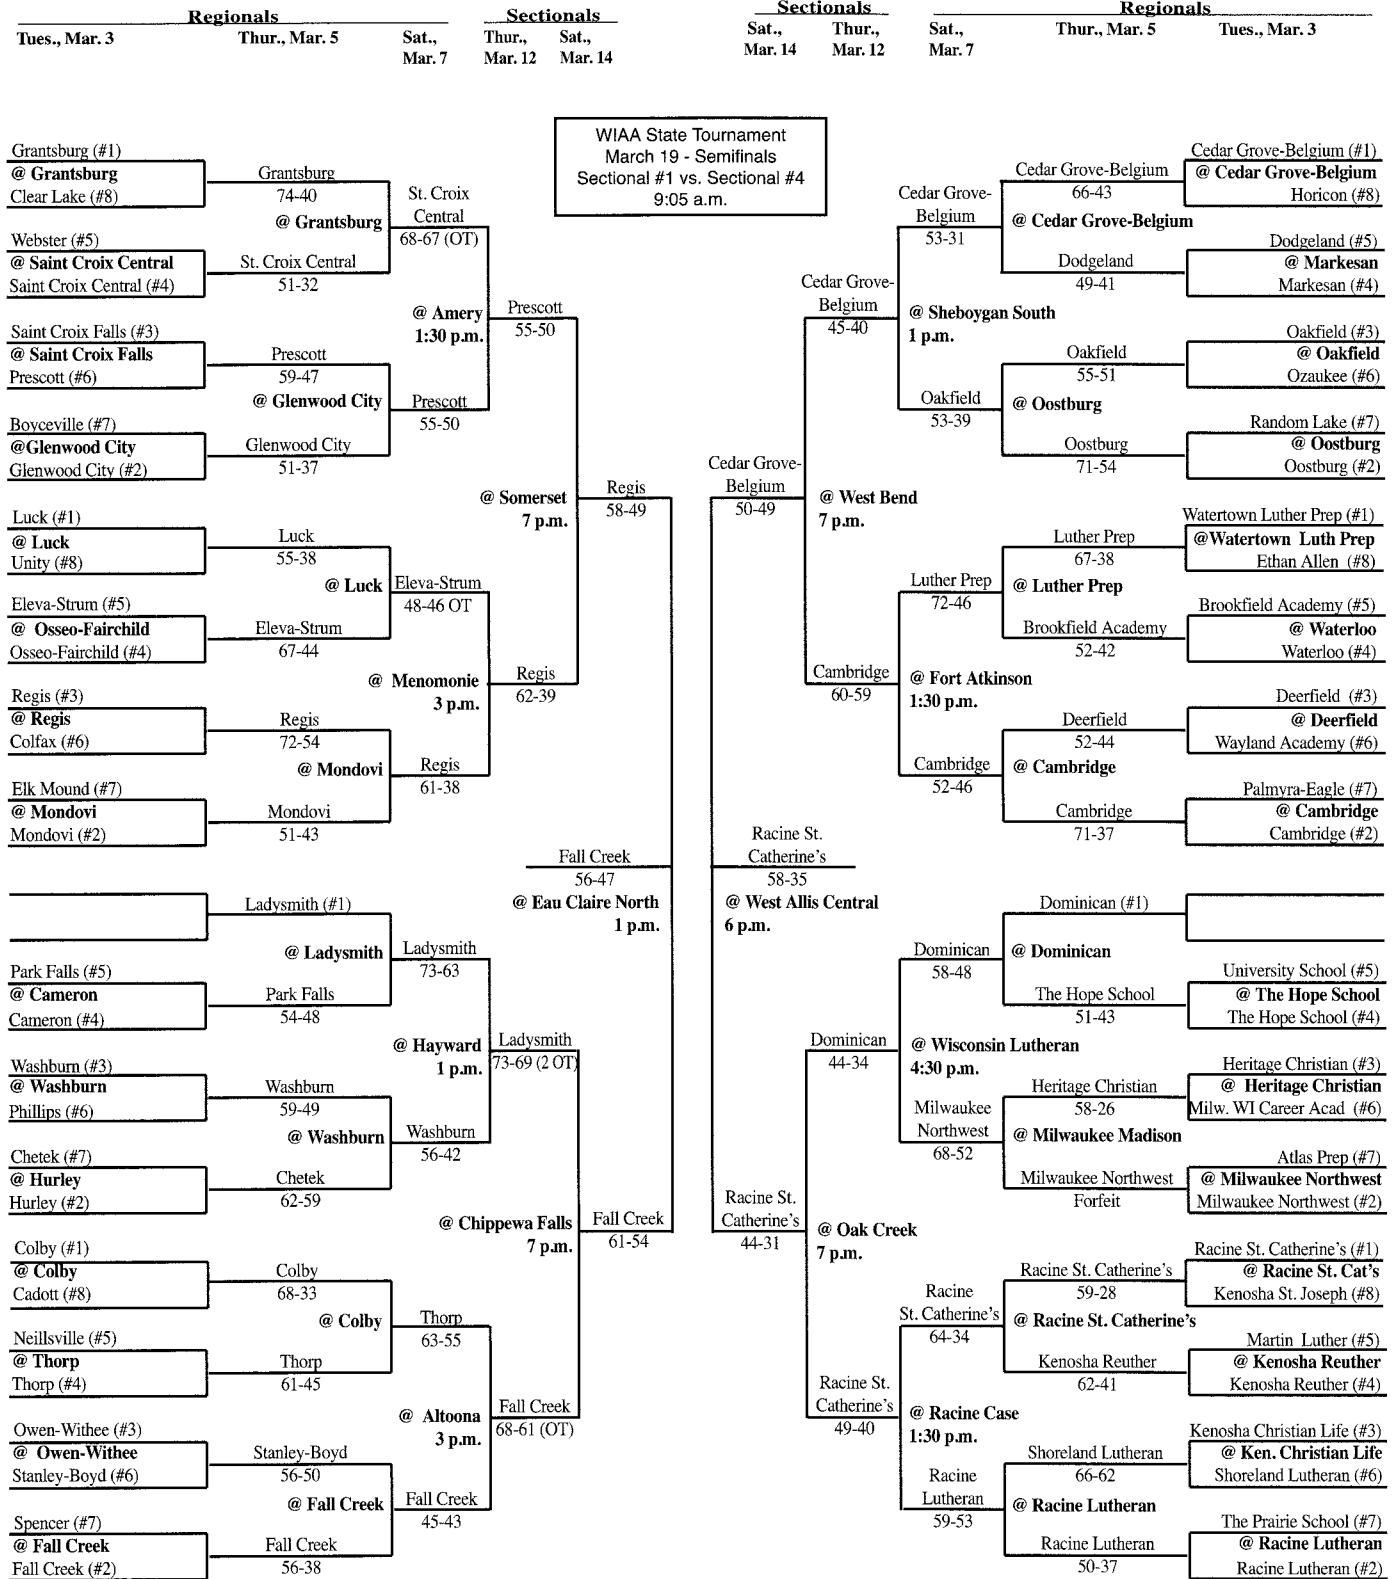 Regionals
Sectionals
Sectionals
Regionals
Tues., Mar. 3
Thur., Mar. 5
Sat.,
Mar. 7
Thur.,
Mar. 12
Sat.,
Mar. 14
Sat.,
Mar. 14
Thur.,
Mar. 12
Sat.,
Mar. 7
Thur., Mar. 5
Tues., Mar. 3
WIAA State Tournament
March 19 - Semifinals
Sectional #1 vs. Sectional #4
9:05 a.m.
Grantsburg (#1)
@ Grantsburg
Clear Lake (#8)
Webster (#5)
@ Saint Croix Central
Saint Croix Central (#4)
Saint Croix Falls (#3)
@ Saint Croix Falls
Prescott (#6)
Boyceville (#7)
@Glenwood City
Glenwood City (#2)
Luck (#1)
@ Luck
Unity (#8)
Eleva-Strum (#5)
@ Osseo-Fairchild
Osseo-Fairchild (#4)
Regis (#3)
@ Regis
Colfax (#6)
Elk Mound (#7)
@ Mondovi
Mondovi (#2)
Park Falls (#5)
@ Cameron
Cameron (#4)
Washburn (#3)
@ Washburn
Phillips (#6)
Chetek (#7)
@ Hurley
Hurley (#2)
Colby (#1)
@ Colby
Cadott (#8)
Neillsville (#5)
@ Thorp
Thorp (#4)
Owen-Withee (#3)
@ Owen-Withee
Stanley-Boyd (#6)
Spencer (#7)
@ Fall Creek
Fall Creek (#2)
Grantsburg
74-40
@ Grantsburg
St. Croix Central
51-32
Prescott
59-47
@ Glenwood City
Glenwood City
51-37
Luck
55-38
@ Luck
Eleva-Strum
67-44
Regis
72-54
@ Mondovi
Mondovi
51-43
Ladysmith (#1)
@ Ladysmith
Park Falls
54-48
Washburn
59-49
@ Washburn
Chetek
62-59
Colby
68-33
@ Colby
Thorp
61-45
Stanley-Boyd
56-50
@ Fall Creek
Fall Creek
56-38
St. Croix
Central
68-67 (OT)
@ Amery
1:30 p.m.
Prescott
55-50
Eleva-Strum
48-46 OT
@ Menomonie
3 p.m.
Regis
61-38
Ladysmith
73-63
@ Hayward
1 p.m.
Washburn
56-42
Thorp
63-55
@ Altoona
3 p.m.
Fall Creek
45-43
Prescott
55-50
@ Somerset
7 p.m.
Regis
62-39
Ladysmith
73-69 (2 OT)
@ Chippewa Falls
7 p.m.
Fall Creek
68-61 (OT)
Regis
58-49
Fall Creek
56-47
@ Eau Claire North
1 p.m.
Fall Creek
61-54
Cedar Grove-
Belgium
50-49
Racine St.
Catherine's
58-35
@ West Allis Central
6 p.m.
Racine St.
Catherine's
44-31
Cedar Grove-
Belgium
45-40
@ West Bend
7 p.m.
Cambridge
60-59
Dominican
44-34
@ Oak Creek
7 p.m.
Racine St.
Catherine's
49-40
Cedar Grove-
Belgium
53-31
@ Sheboygan South
1 p.m.
Oakfield
53-39
Luther Prep
72-46
@ Fort Atkinson
1:30 p.m.
Cambridge
52-46
Dominican
58-48
@ Wisconsin Lutheran
4:30 p.m.
Milwaukee
Northwest
68-52
Racine
St. Catherine's
64-34
@ Racine Case
1:30 p.m.
Racine
Lutheran
59-53
Cedar Grove-Belgium
66-43
@ Cedar Grove-Belgium
Dodgeland
49-41
Oakfield
55-51
@ Oostburg
Oostburg
71-54
Luther Prep
67-38
@ Luther Prep
Brookfield Academy
52-42
Deerfield
52-44
@ Cambridge
Cambridge
71-37
Dominican (#1)
@ Dominican
The Hope School
51-43
Heritage Christian
58-26
@ Milwaukee Madison
Milwaukee Northwest
Forfeit
Racine St. Catherine's
59-28
@ Racine St. Catherine's
Kenosha Reuther
62-41
Shoreland Lutheran
66-62
@ Racine Lutheran
Racine Lutheran
50-37
Cedar Grove-Belgium (#1)
@ Cedar Grove-Belgium
Horicon (#8)
Dodgeland (#5)
@ Markesan
Markesan (#4)
Oakfield (#3)
@ Oakfield
Ozaukee (#6)
Random Lake (#7)
@ Oostburg
Oostburg (#2)
Watertown Luther Prep (#1)
@Watertown Luth Prep
Ethan Allen (#8)
Brookfield Academy (#5)
@ Waterloo
Waterloo (#4)
Deerfield (#3)
@ Deerfield
Wayland Academy (#6)
Palmyra-Eagle (#7)
@ Cambridge
Cambridge (#2)
University School (#5)
@ The Hope School
The Hope School (#4)
Heritage Christian (#3)
@ Heritage Christian
Milw. WI Career Acad (#6)
Atlas Prep (#7)
@ Milwaukee Northwest
Milwaukee Northwest (#2)
Racine St. Catherine's (#1)
@ Racine St. Cat's
Kenosha St. Joseph (#8)
Martin Luther (#5)
@ Kenosha Reuther
Kenosha Reuther (#4)
Kenosha Christian Life (#3)
@ Ken. Christian Life
Shoreland Lutheran (#6)
The Prairie School (#7)
@ Racine Lutheran
Racine Lutheran (#2)